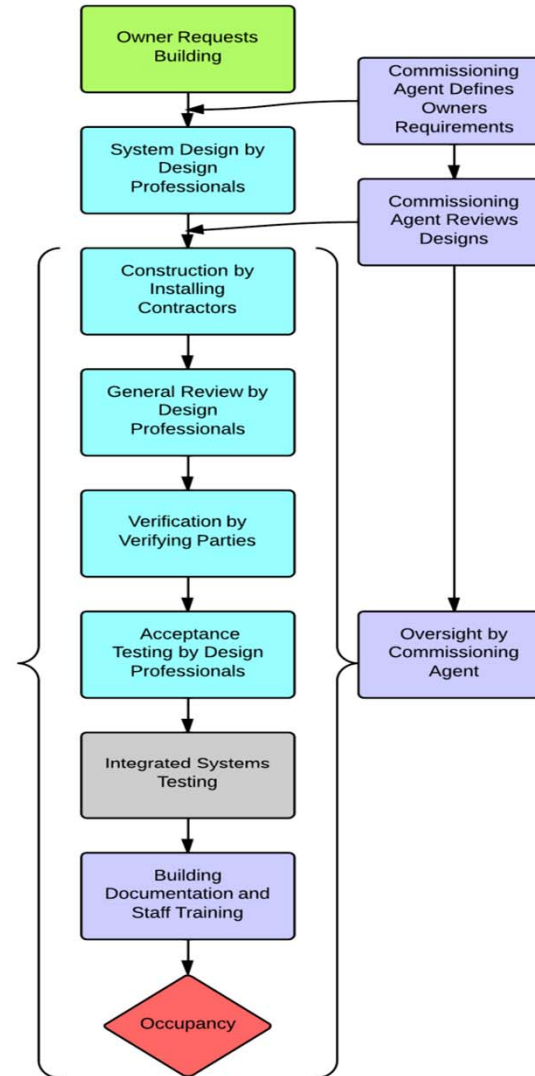 Owner Requests
Building
Commissioning
Agent Defines
Owners
Requirements
System Design by
Design
Professionals
Commissioning
Agent Reviews
Designs
Construction by
Installing
Contractors
General Review by
Design
Professionals
Verification by
Verifying Parties
Acceptance
Testing by Design
Professionals
Oversight by
Commissioning
Agent
Integrated Systems
Testing
Building
Documentation and
Staff Training
Occupancy